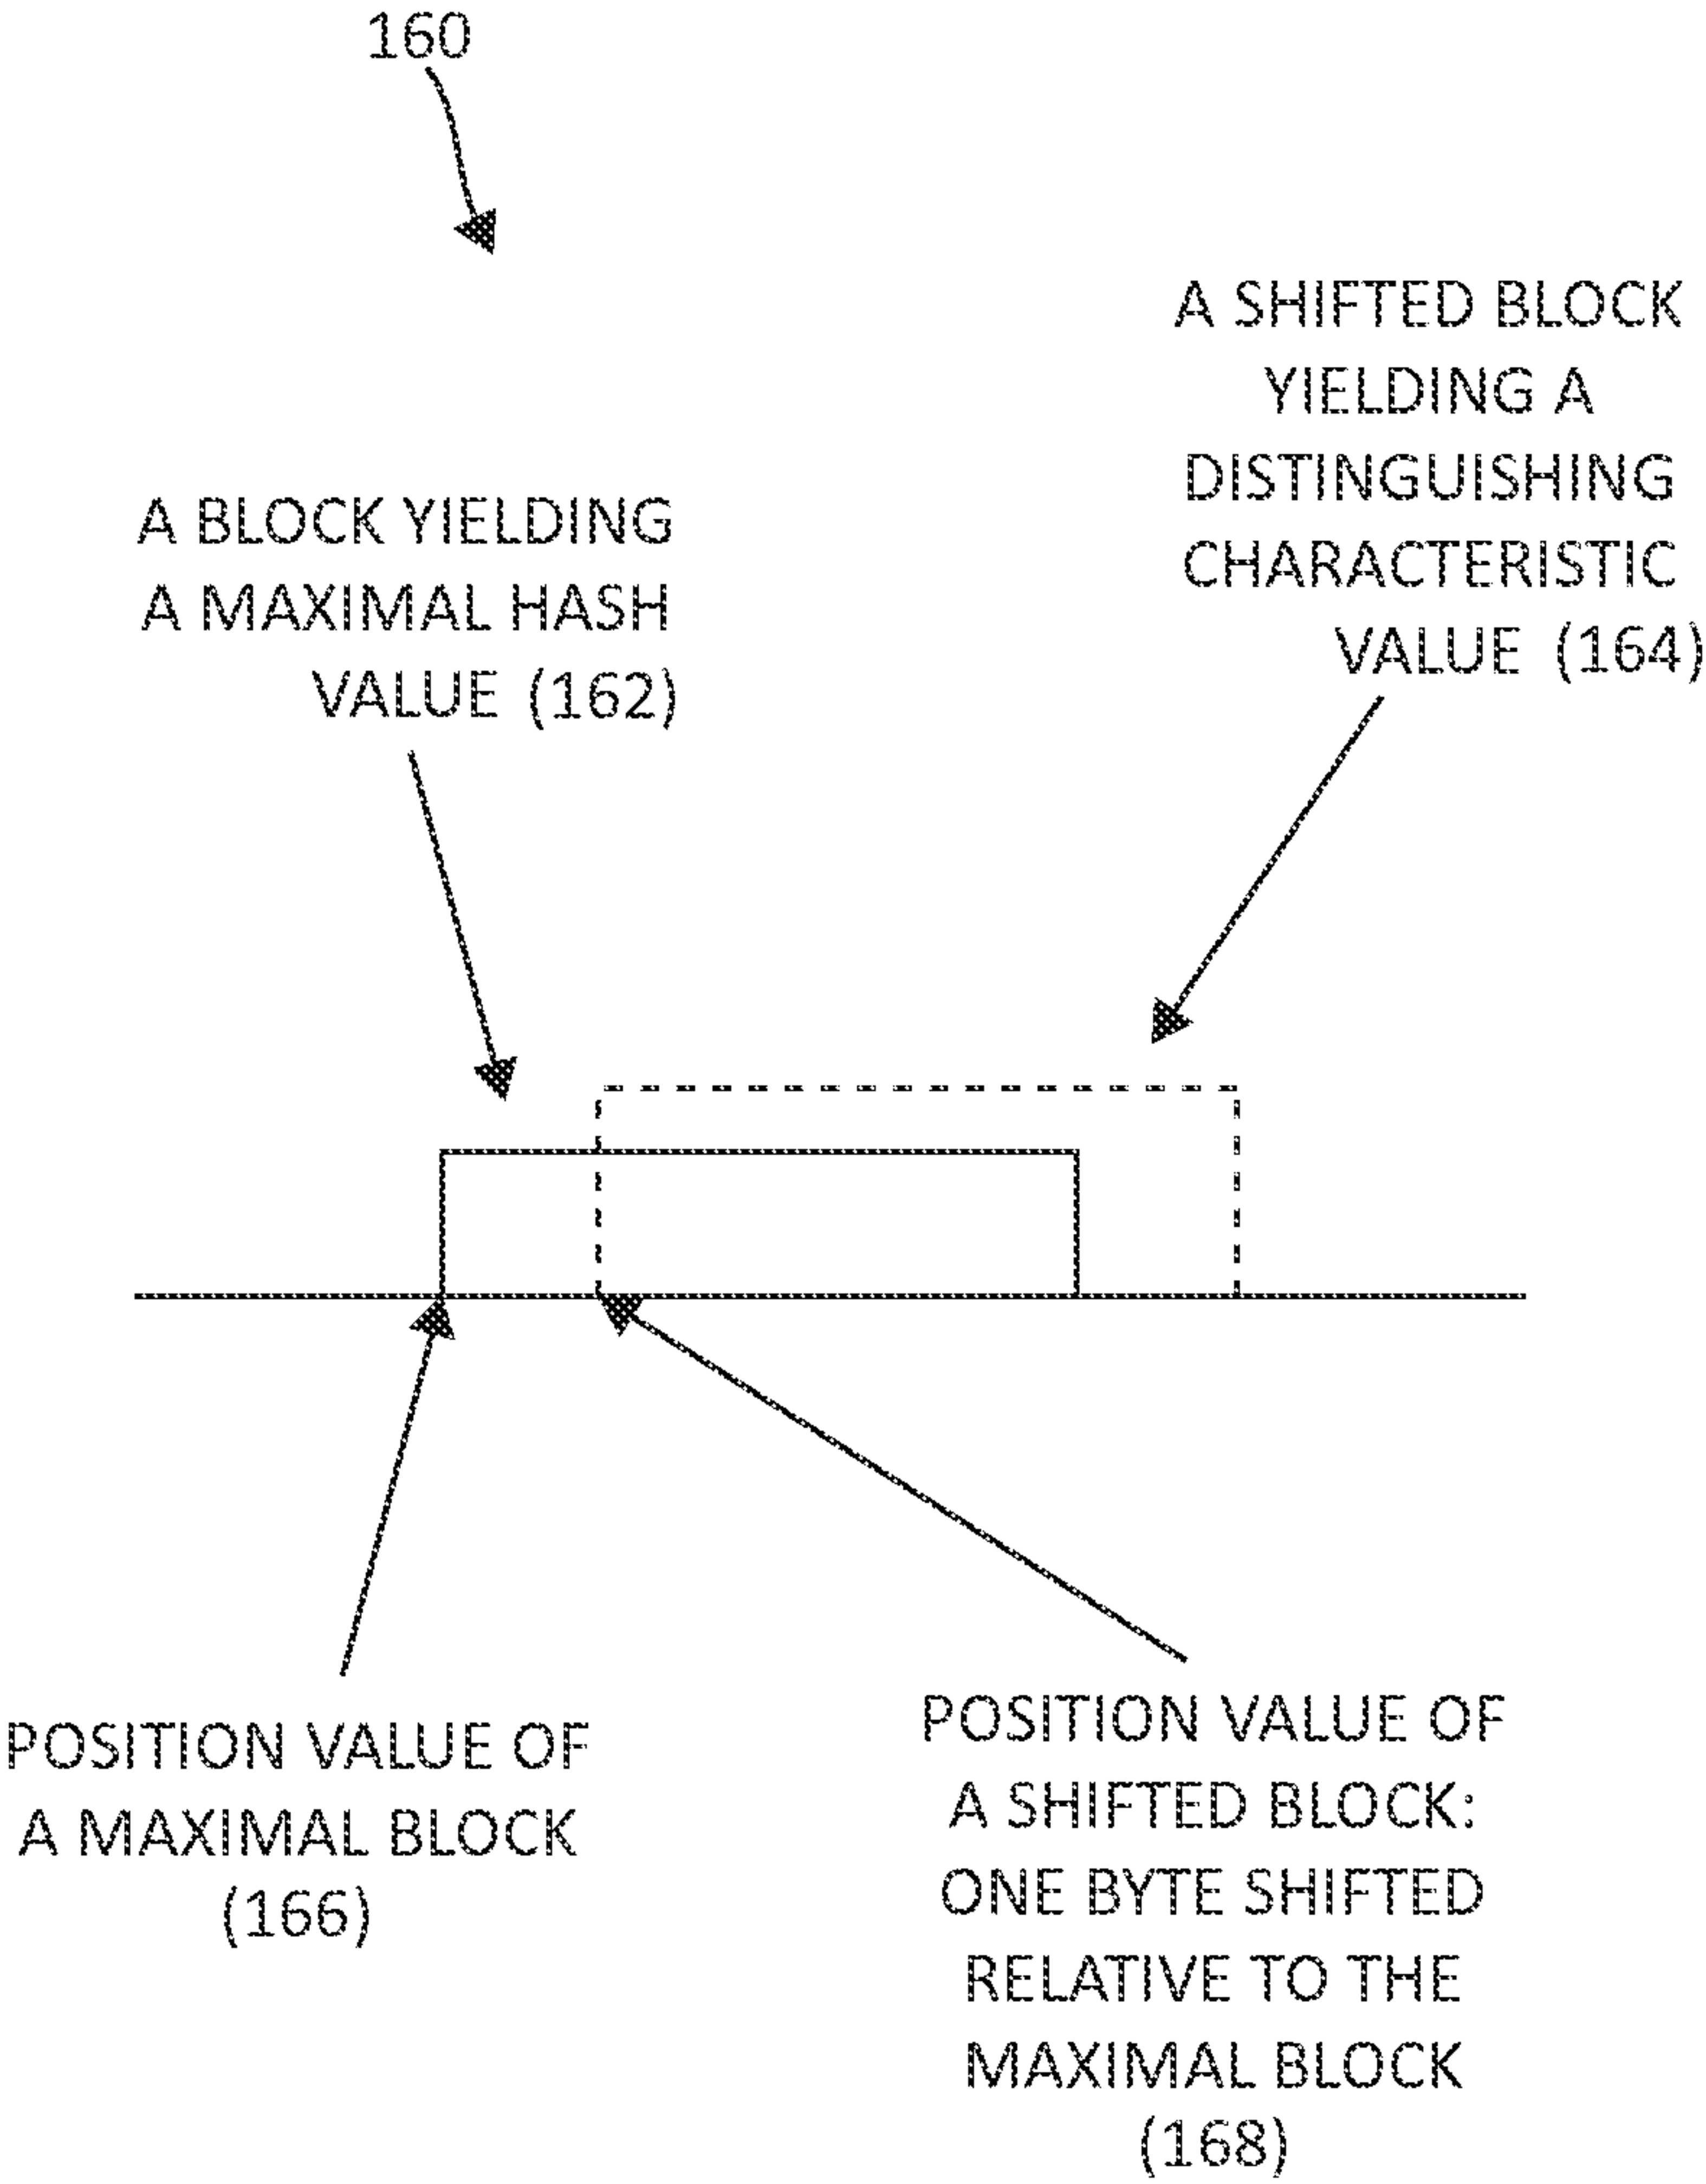 160
A SHIFTED BLOCK
YIELDING A
DISTINGUISHING
CHARACTERISTIC
VALUE (164)
A BLOCK YIELDING
A MAXIMAL HASH
VALUE (162)
POSITION VALUE OF
A MAXIMAL BLOCK
(166)
POSITION VALUE OF
A SHIFTED BLOCK:
ONE BYTE SHIFTED
RELATIVE TO THE
MAXIMAL BLOCK
(168)